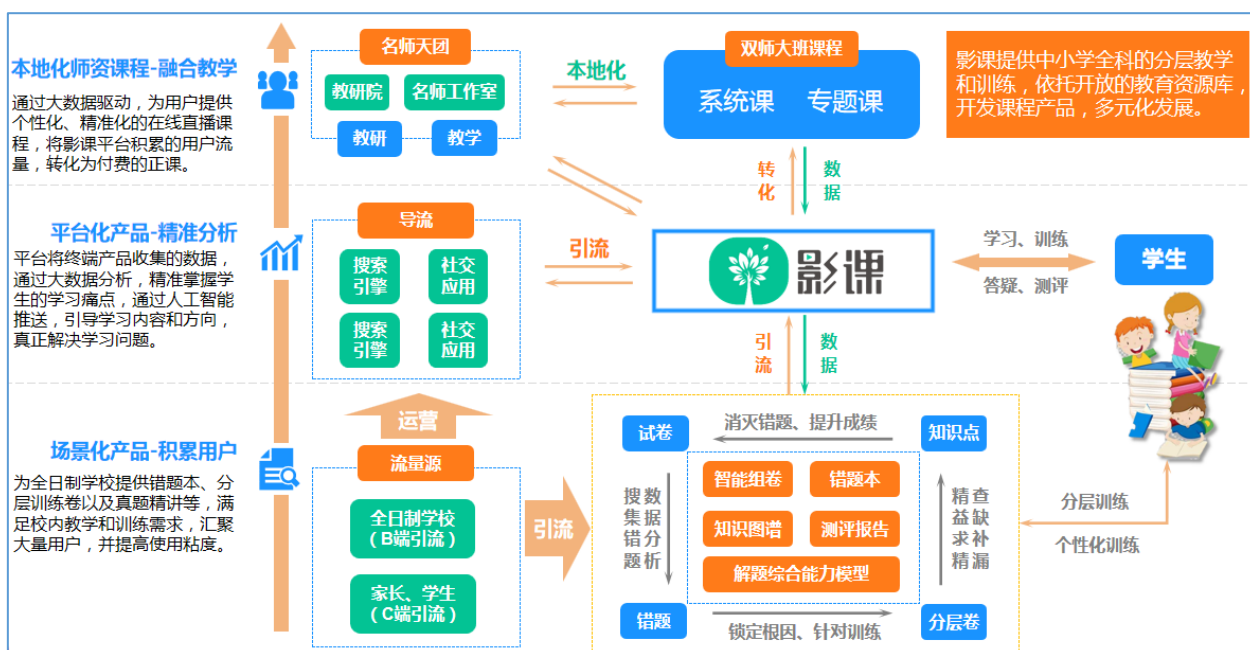 本地化师资课程-融合教学
通过大数据驱动，为用户提供
个性化、精准化的在线直播课
程，将影课平台积累的用户流
量，转化为付费的正课。
名师天团
教研院
名师工作室
教研
教学
本地化
双师大班课程
系统课 专题课
影课提供中小学全科的分层教学
和训练，依托开放的教育资源库，
开发课程产品，多元化发展。
转化
数据
平台化产品-精准分析
平台将终端产品收集的数据，
通过大数据分析，精准掌握学
生的学习痛点，通过人工智能
推送，引导学习内容和方向，
真正解决学习问题。
导流
搜索
引擎
社交
应用
搜索
引擎
社交
应用
引流
影课
学习、训练
答疑、测评
学生
引流
数据
运营
场景化产品-积累用户
为全日制学校提供错题本、分
层训练卷以及真题精讲等，满
足校内教学和训练需求，汇聚
大量用户，并提高使用粘度。
流量源
全日制学校
（B端引流）
家长、学生
（C端引流）
引流
试卷
消灭错题、提升成绩
知识点
搜集错题
数据分析
智能组卷
错题本
知识图谱
测评报告
解题综合能力模型
精益求精
查缺补漏
错题
锁定根因、针对训练
分层卷
分层训练
个性化训练